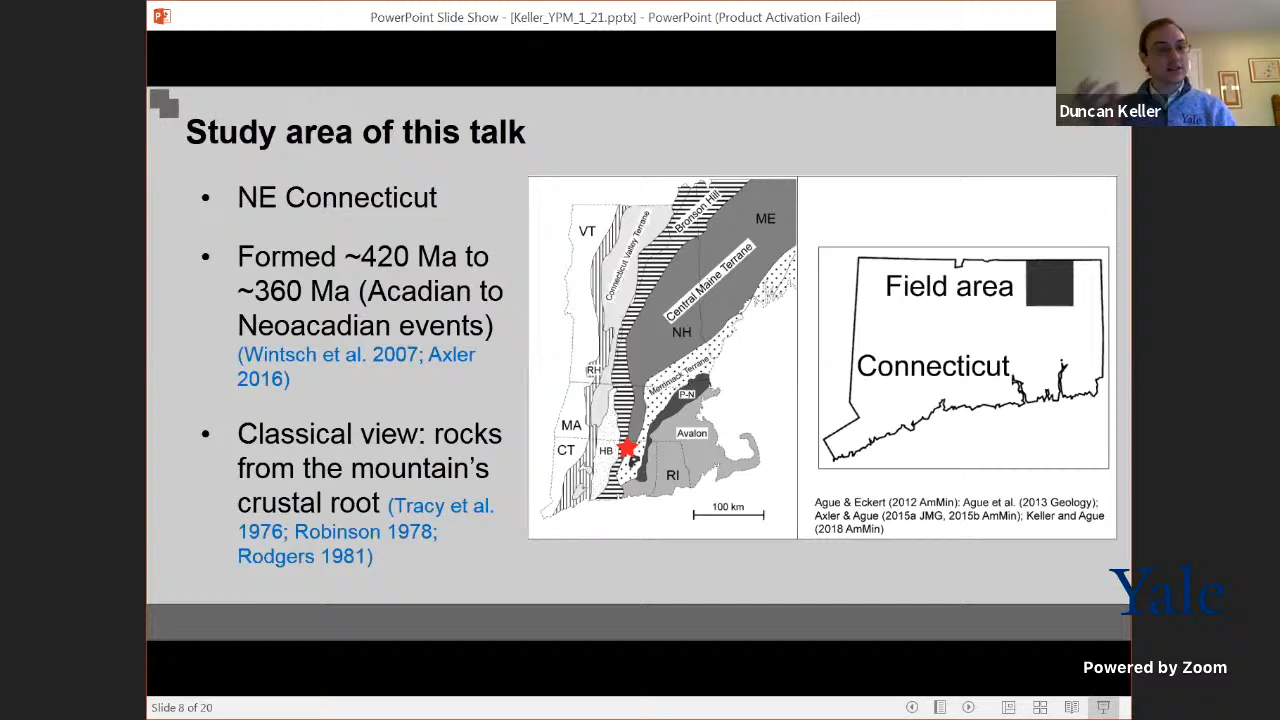 PowerPoint Slide Show - [Keller_YPM_1_21.pptx] - PowerPoint (Product Activation Failed)
Duncan Keller
Yale
Study area of this talk
• NE Connecticut
• Formed ~420 Ma to
~360 Ma (Acadian to
Neoacadian events)
(Wintsch et al. 2007; Axler
2016)
• Classical view: rocks
from the mountain's
crustal root (Tracy et al.
1976; Robinson 1978;
Rodgers 1981)
VT
Connecticut Valley Terrane
Bronson Hill
ME
Central Maine Terrane
NH
RH
Merrimack Terrane
P-N
MA
Avalon
CT
HB
RI
100 km
Field area
Connecticut
Ague & Eckert (2012 AmMin): Ague et al. (2013 Geology);
Axler & Ague (2015a JMG, 2015b AmMin); Keller and Ague
(2018 AmMin)
Yale
Powered by Zoom
Slide 8 of 20